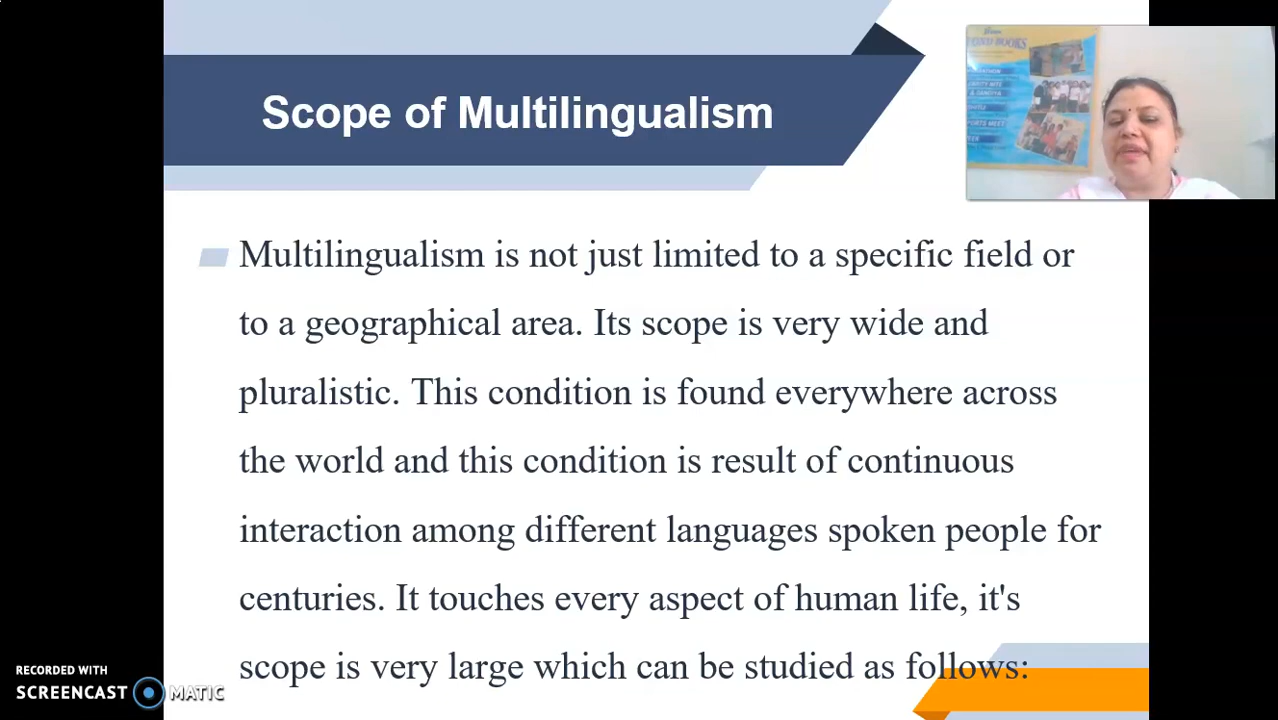 Scope of Multilingualism
Multilingualism is not just limited to a specific field or
to a geographical area. Its scope is very wide and
pluralistic. This condition is found everywhere across
the world and this condition is result of continuous
interaction among different languages spoken people for
centuries. It touches every aspect of human life, it's
scope is very large which can be studied as follows:
RECORDED WITH
SCREENCAST MATIC